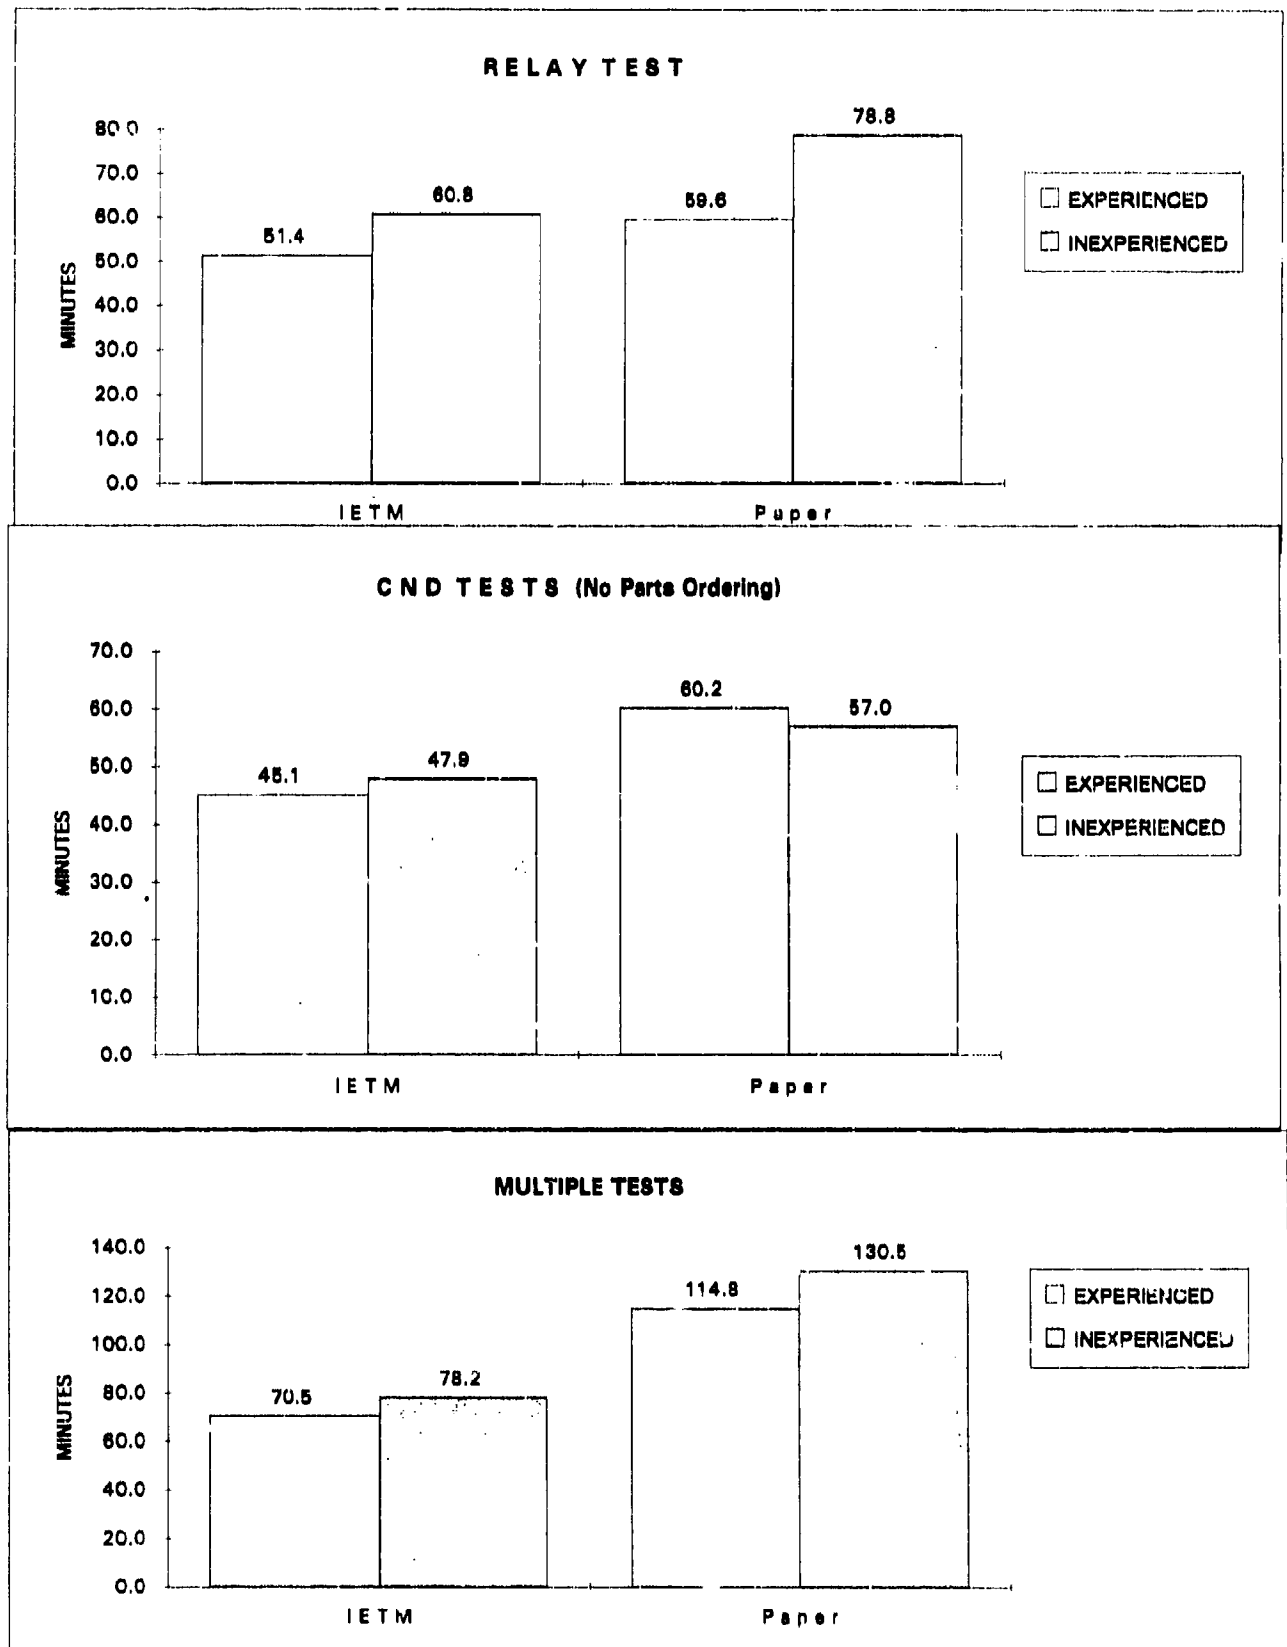 RELAY TEST
78.8
80.0
70.0
60.8
59.6
60.0
51.4
50.0
40.0
30.0
20.0
10.0
0.0
MINUTES
EXPERIENCED
INEXPERIENCED
IETM
Paper
CND TESTS (No Parts Ordering)
70.0
60.2
60.0
57.0
50.0
47.9
45.1
40.0
30.0
20.0
10.0
0.0
MINUTES
EXPERIENCED
INEXPERIENCED
IETM
Paper
MULTIPLE TESTS
140.0
130.5
120.0
114.8
100.0
80.0
78.2
70.5
60.0
40.0
20.0
0.0
MINUTES
EXPERIENCED
INEXPERIENCED
IETM
Paper